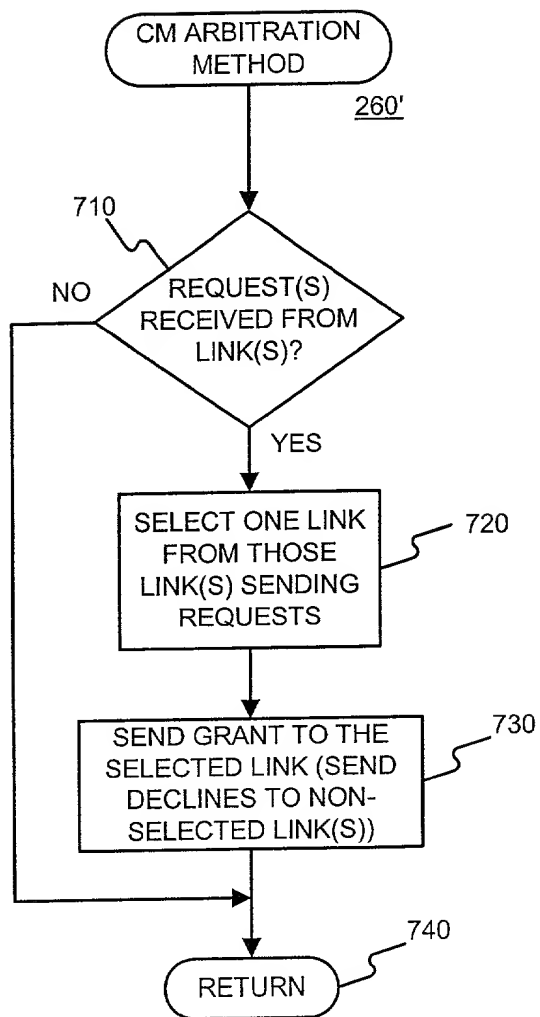 CM ARBITRATION
METHOD
260'
710
NO
REQUEST(S)
RECEIVED FROM
LINK(S)?
YES
SELECT ONE LINK
FROM THOSE
LINK(S) SENDING
REQUESTS
720
SEND GRANT TO THE
SELECTED LINK (SEND
DECLINES TO NON-
SELECTED LINK(S))
730
740
RETURN